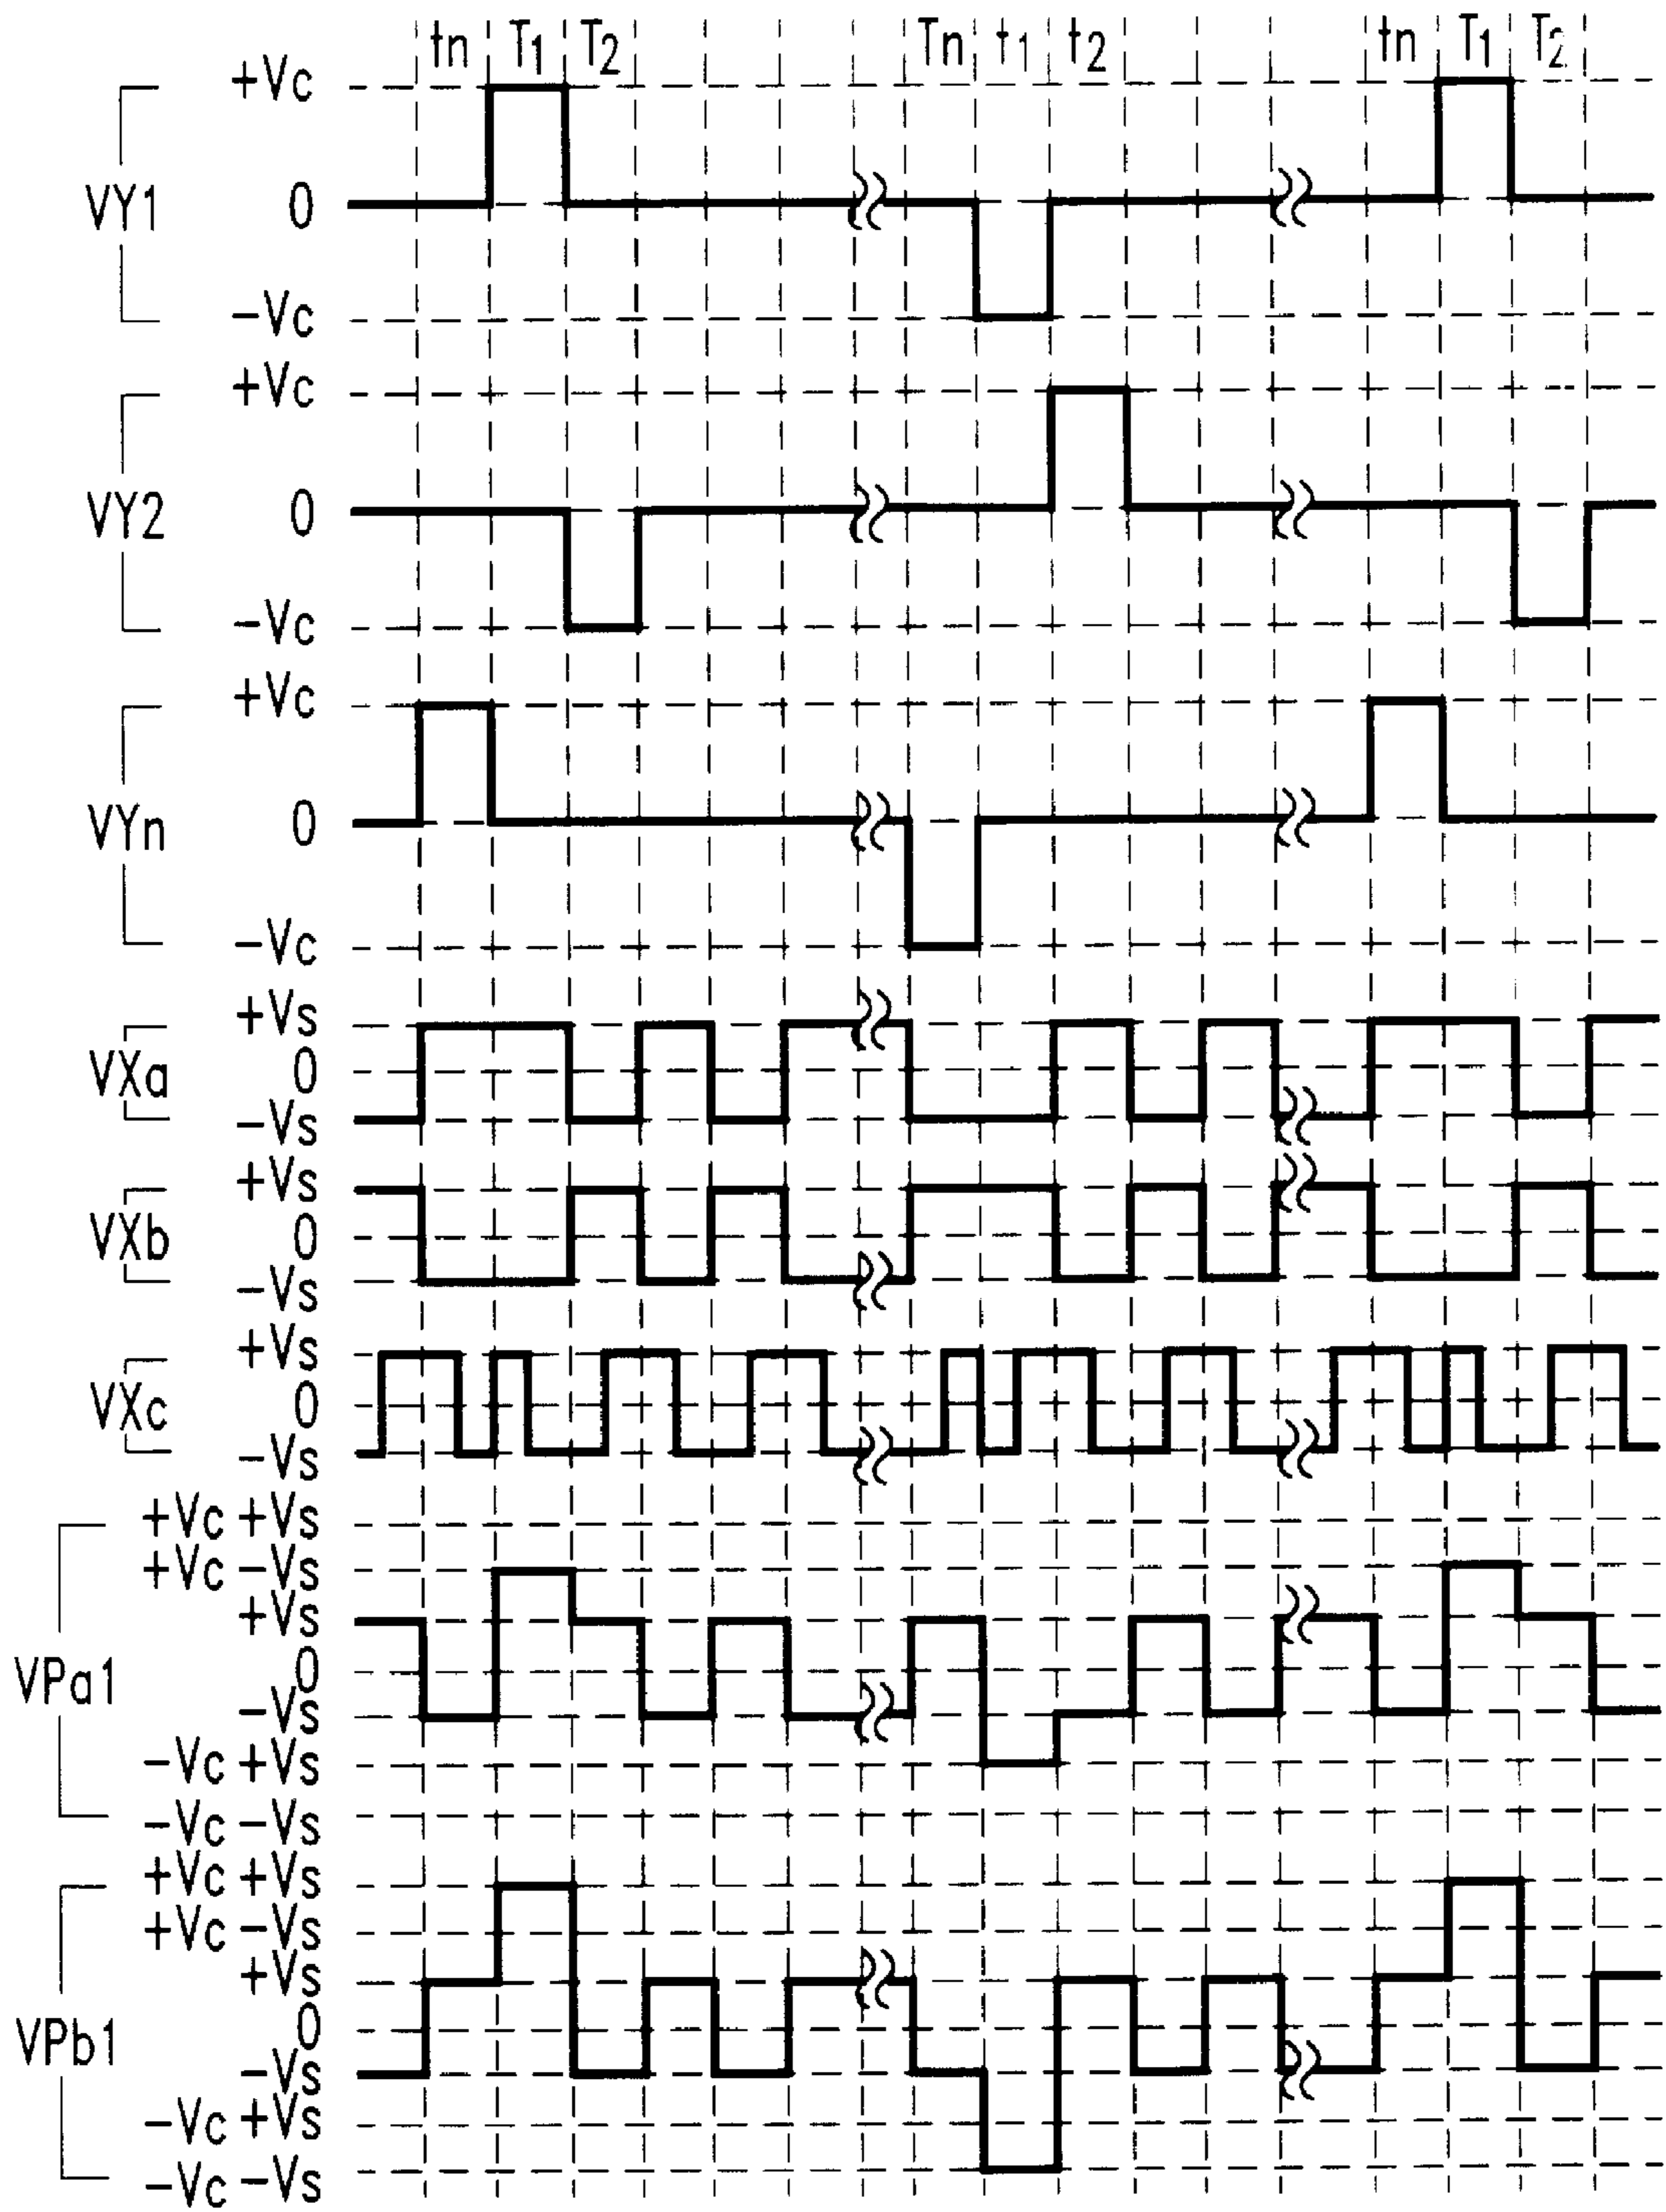 tn T1 T2 Tn t1 t2 tn T1 T2
+Vc
VY1 0
-Vc
+Vc
VY2 0
-Vc
+Vc
VYn 0
-Vc
+Vs
VXa 0
-Vs
+Vs
VXb 0
-Vs
+Vs
VXc 0
-Vs
+Vc +Vs
+Vc -Vs
+Vs
VPa1 0
-Vs
-Vc +Vs
-Vc -Vs
+Vc +Vs
+Vc -Vs
+Vs
VPb1 0
-Vs
-Vc +Vs
-Vc -Vs